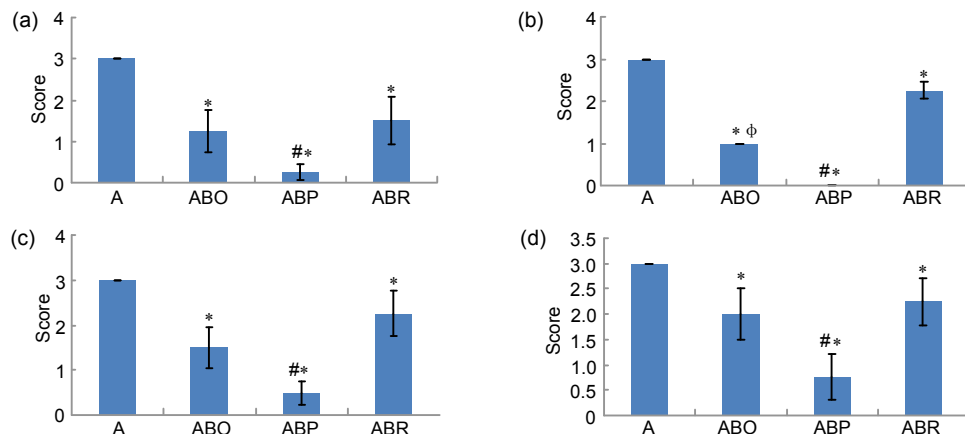 (a)
4
3
2
1
0
Score
*
#*
*
A ABO ABP ABR
(b)
4
3
2
1
0
Score
* ϕ
#*
*
A ABO ABP ABR
(c)
4
3
2
1
0
Score
*
#*
*
A ABO ABP ABR
(d)
3.5
3.0
2.5
2.0
1.5
1.0
0.5
0.0
Score
*
#*
*
A ABO ABP ABR